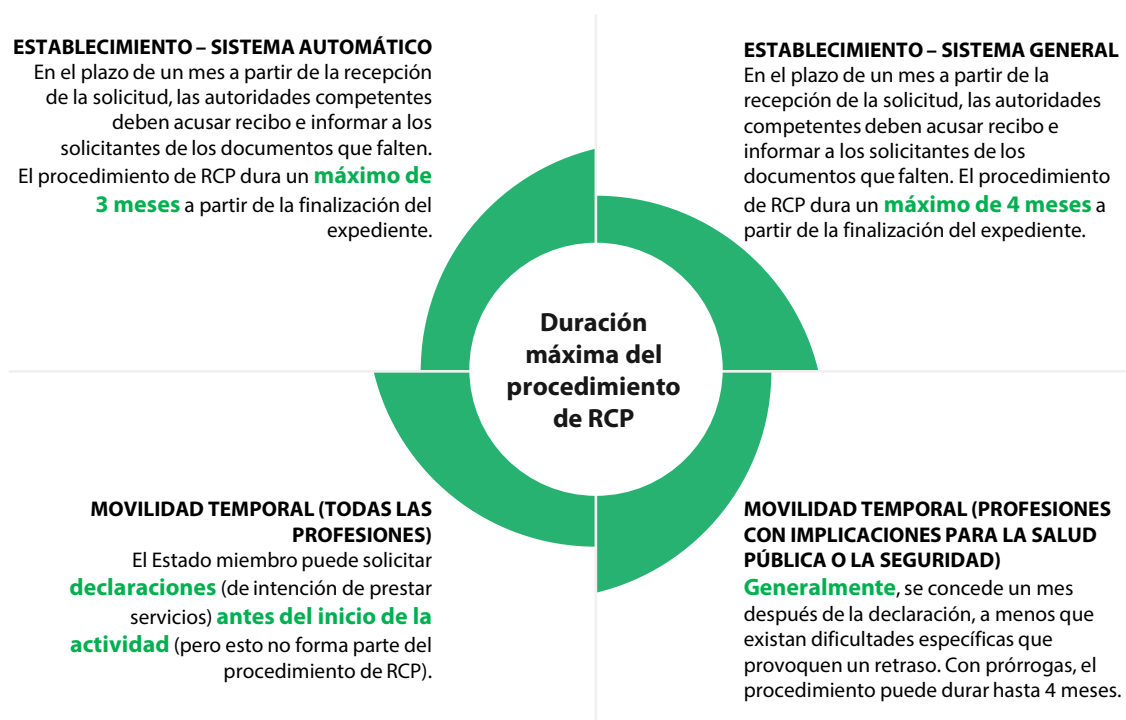 ESTABLECIMIENTO – SISTEMA AUTOMÁTICO
En el plazo de un mes a partir de la recepción
de la solicitud, las autoridades competentes
deben acusar recibo e informar a los
solicitantes de los documentos que falten.
El procedimiento de RCP dura un máximo de
3 meses a partir de la finalización del
expediente.
ESTABLECIMIENTO – SISTEMA GENERAL
En el plazo de un mes a partir de la
recepción de la solicitud, las autoridades
competentes deben acusar recibo e
informar a los solicitantes de los
documentos que falten. El procedimiento
de RCP dura un máximo de 4 meses a
partir de la finalización del expediente.
Duración
máxima del
procedimiento
de RCP
MOVILIDAD TEMPORAL (TODAS LAS
PROFESIONES)
El Estado miembro puede solicitar
declaraciones (de intención de prestar
servicios) antes del inicio de la
actividad (pero esto no forma parte del
procedimiento de RCP).
MOVILIDAD TEMPORAL (PROFESIONES
CON IMPLICACIONES PARA LA SALUD
PÚBLICA O LA SEGURIDAD)
Generalmente, se concede un mes
después de la declaración, a menos que
existan dificultades específicas que
provoquen un retraso. Con prórrogas, el
procedimiento puede durar hasta 4 meses.